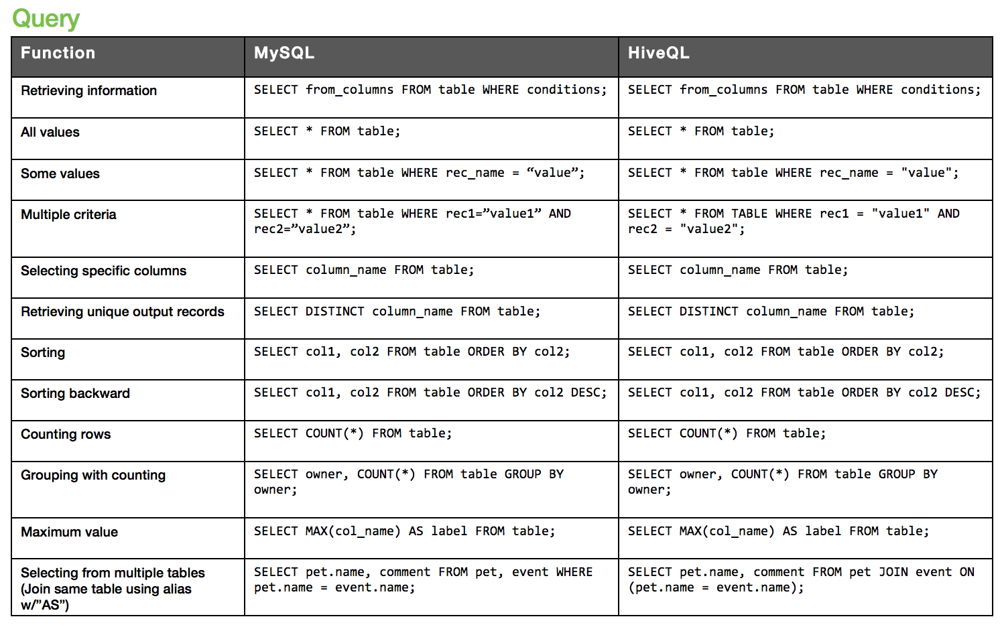 Query
Function MySQL HiveQL
Retrieving information SELECT from_columns FROM table WHERE conditions; SELECT from_columns FROM table WHERE conditions;
All values SELECT * FROM table; SELECT * FROM table;
Some values SELECT * FROM table WHERE rec_name = “value”; SELECT * FROM table WHERE rec_name = "value";
Multiple criteria SELECT * FROM table WHERE rec1=”value1” AND SELECT * FROM TABLE WHERE rec1 = "value1" AND
rec2=”value2”; rec2 = "value2";
Selecting specific columns SELECT column_name FROM table; SELECT column_name FROM table;
Retrieving unique output records SELECT DISTINCT column_name FROM table; SELECT DISTINCT column_name FROM table;
Sorting SELECT col1, col2 FROM table ORDER BY col2; SELECT col1, col2 FROM table ORDER BY col2;
Sorting backward SELECT col1, col2 FROM table ORDER BY col2 DESC; SELECT col1, col2 FROM table ORDER BY col2 DESC;
Counting rows SELECT COUNT(*) FROM table; SELECT COUNT(*) FROM table;
Grouping with counting SELECT owner, COUNT(*) FROM table GROUP BY SELECT owner, COUNT(*) FROM table GROUP BY
owner; owner;
Maximum value SELECT MAX(col_name) AS label FROM table; SELECT MAX(col_name) AS label FROM table;
Selecting from multiple tables SELECT pet.name, comment FROM pet, event WHERE SELECT pet.name, comment FROM pet JOIN event ON
(Join same table using alias pet.name = event.name; (pet.name = event.name);
w/”AS”)